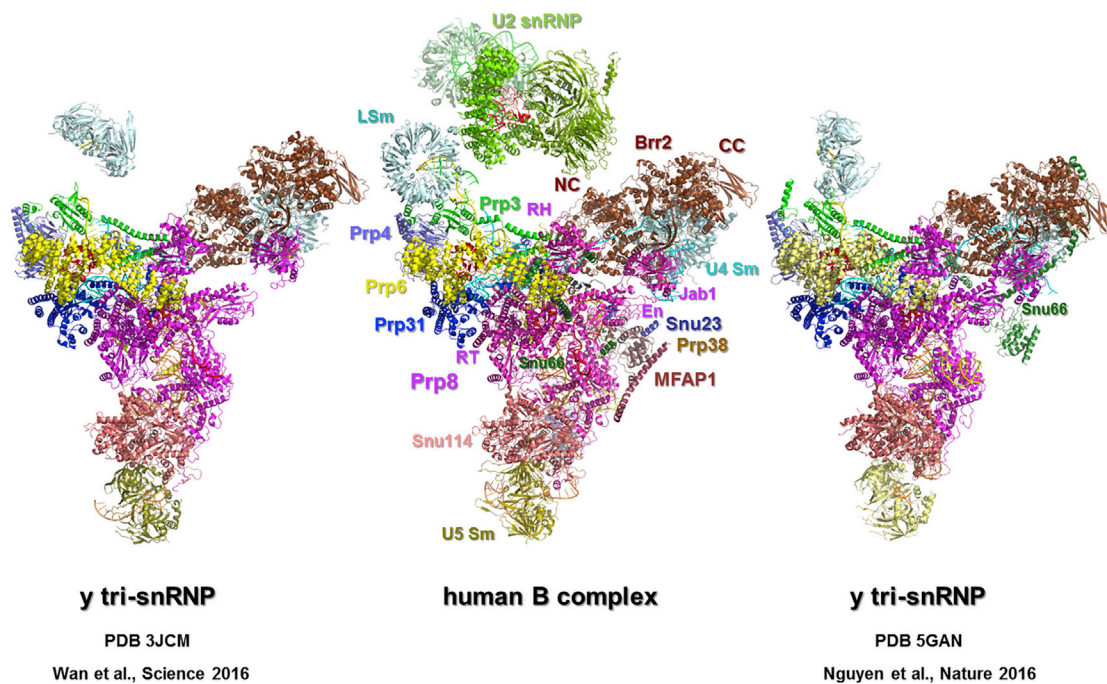 U2 snRNP
LSm
Brr2
CC
NC
Prp3
RH
Prp4
U4 Sm
Prp6
Jab1
En
Prp31
Snu23
Snu66
RT
Snu66
Prp38
Prp8
MFAP1
Snu114
U5 Sm
y tri-snRNP
human B complex
y tri-snRNP
PDB 3JCM
PDB 5GAN
Wan et al., Science 2016
Nguyen et al., Nature 2016